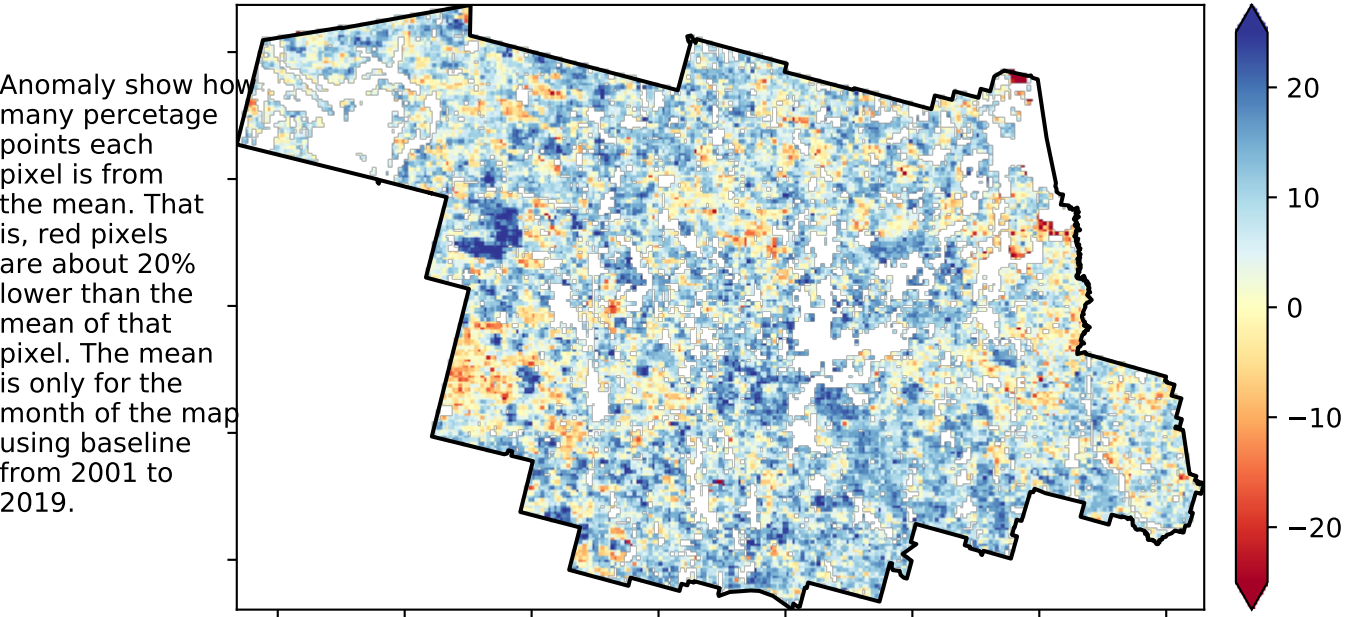 Anomaly show how
many percetage
points each
pixel is from
the mean. That
is, red pixels
are about 20%
lower than the
mean of that
pixel. The mean
is only for the
month of the map
using baseline
from 2001 to
2019.
20
10
0
−10
−20